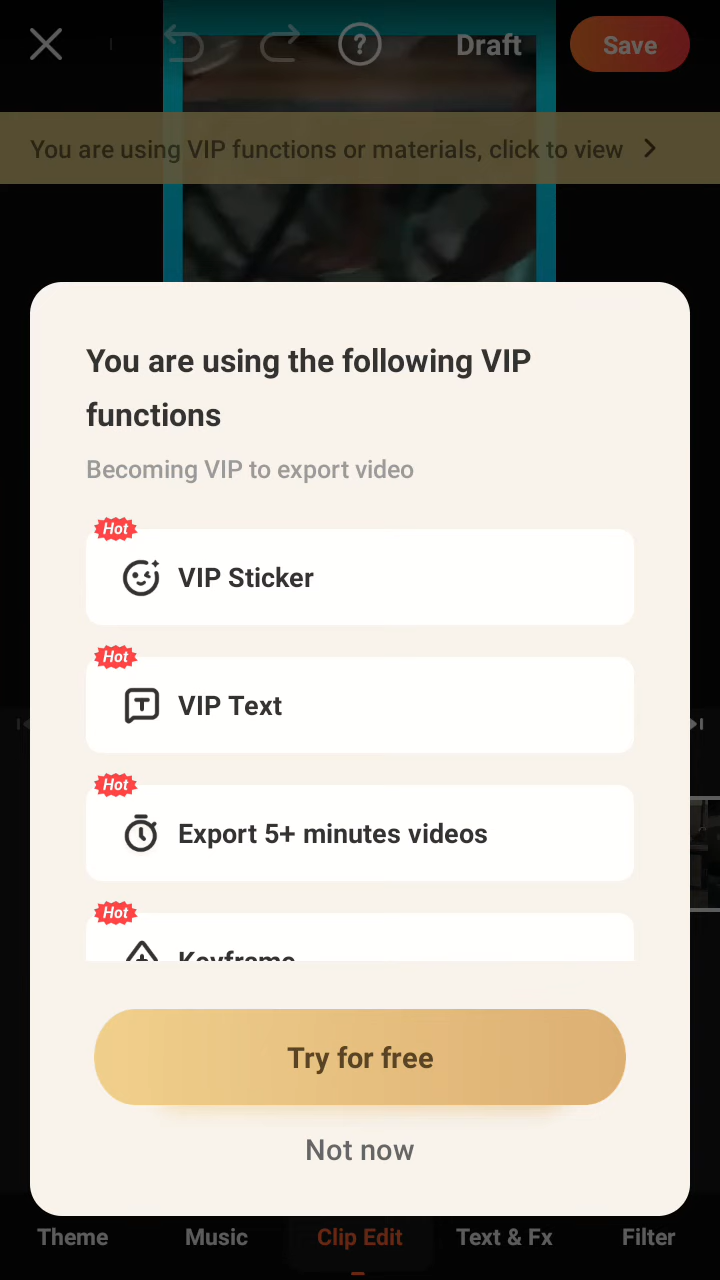 Draft
Save
You are using VIP functions or materials, click to view
You are using the following VIP
functions
Becoming VIP to export video
Hot
VIP Sticker
Hot
VIP Text
Hot
Export 5+ minutes videos
Hot
Keyframe
Try for free
Not now
Theme
Music
Clip Edit
Text & Fx
Filter